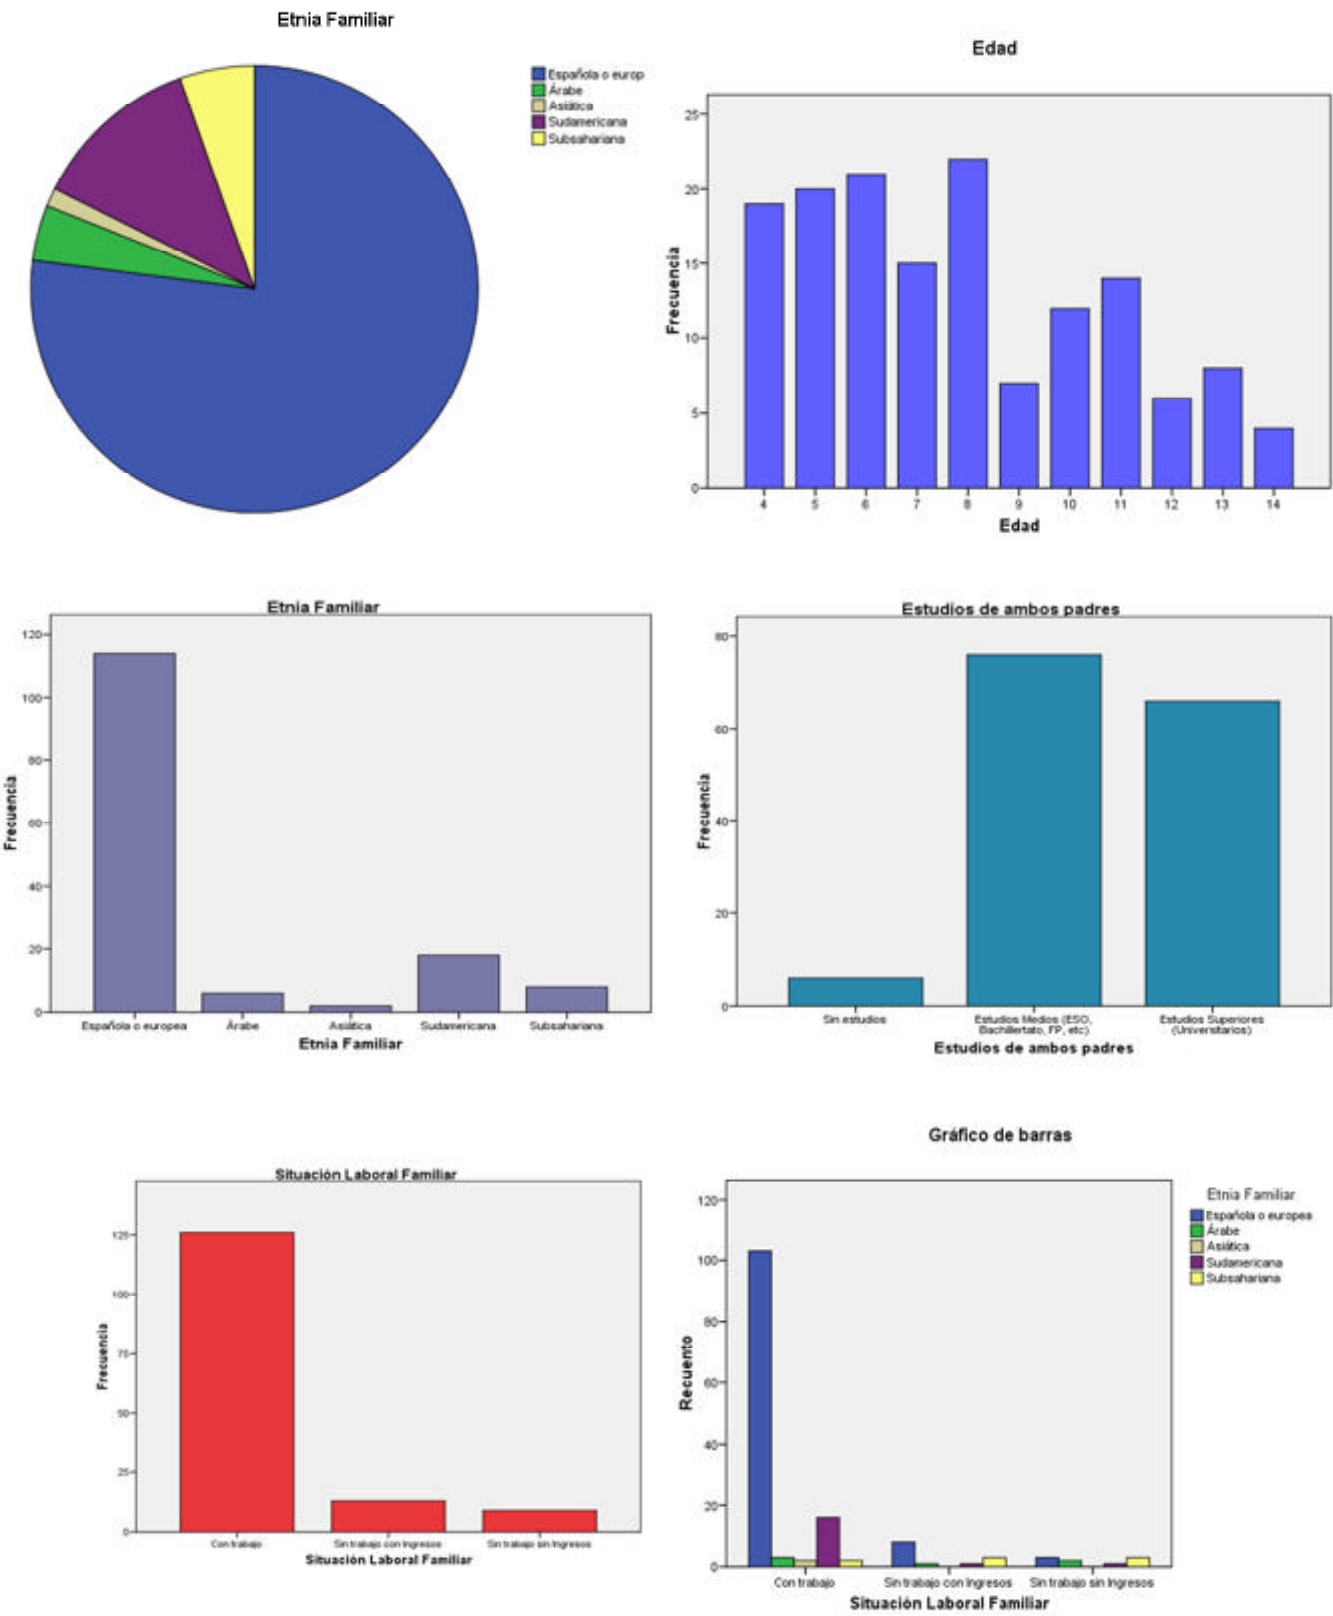 Etnia Familiar
Española o europ
Árabe
Asiática
Sudamericana
Subsahariana
Edad
Frecuencia
25
20
15
10
5
0
4 5 6 7 8 9 10 11 12 13 14
Edad
Etnia Familiar
Frecuencia
120
100
80
60
40
20
0
Española o europea Árabe Asiática Sudamericana Subsahariana
Etnia Familiar
Estudios de ambos padres
Frecuencia
80
60
40
20
0
Sin estudios
Estudios Medios (ESO,
Bachillertato, FP, etc)
Estudios Superiores
(Universitarios)
Estudios de ambos padres
Situación Laboral Familiar
Frecuencia
125
100
75
50
25
0
Con trabajo Sin trabajo con Ingresos Sin trabajo sin Ingresos
Situación Laboral Familiar
Gráfico de barras
Recuento
120
100
80
60
40
20
0
Con trabajo Sin trabajo con Ingresos Sin trabajo sin Ingresos
Situación Laboral Familiar
Etnia Familiar
Española o europea
Árabe
Asiática
Sudamericana
Subsahariana